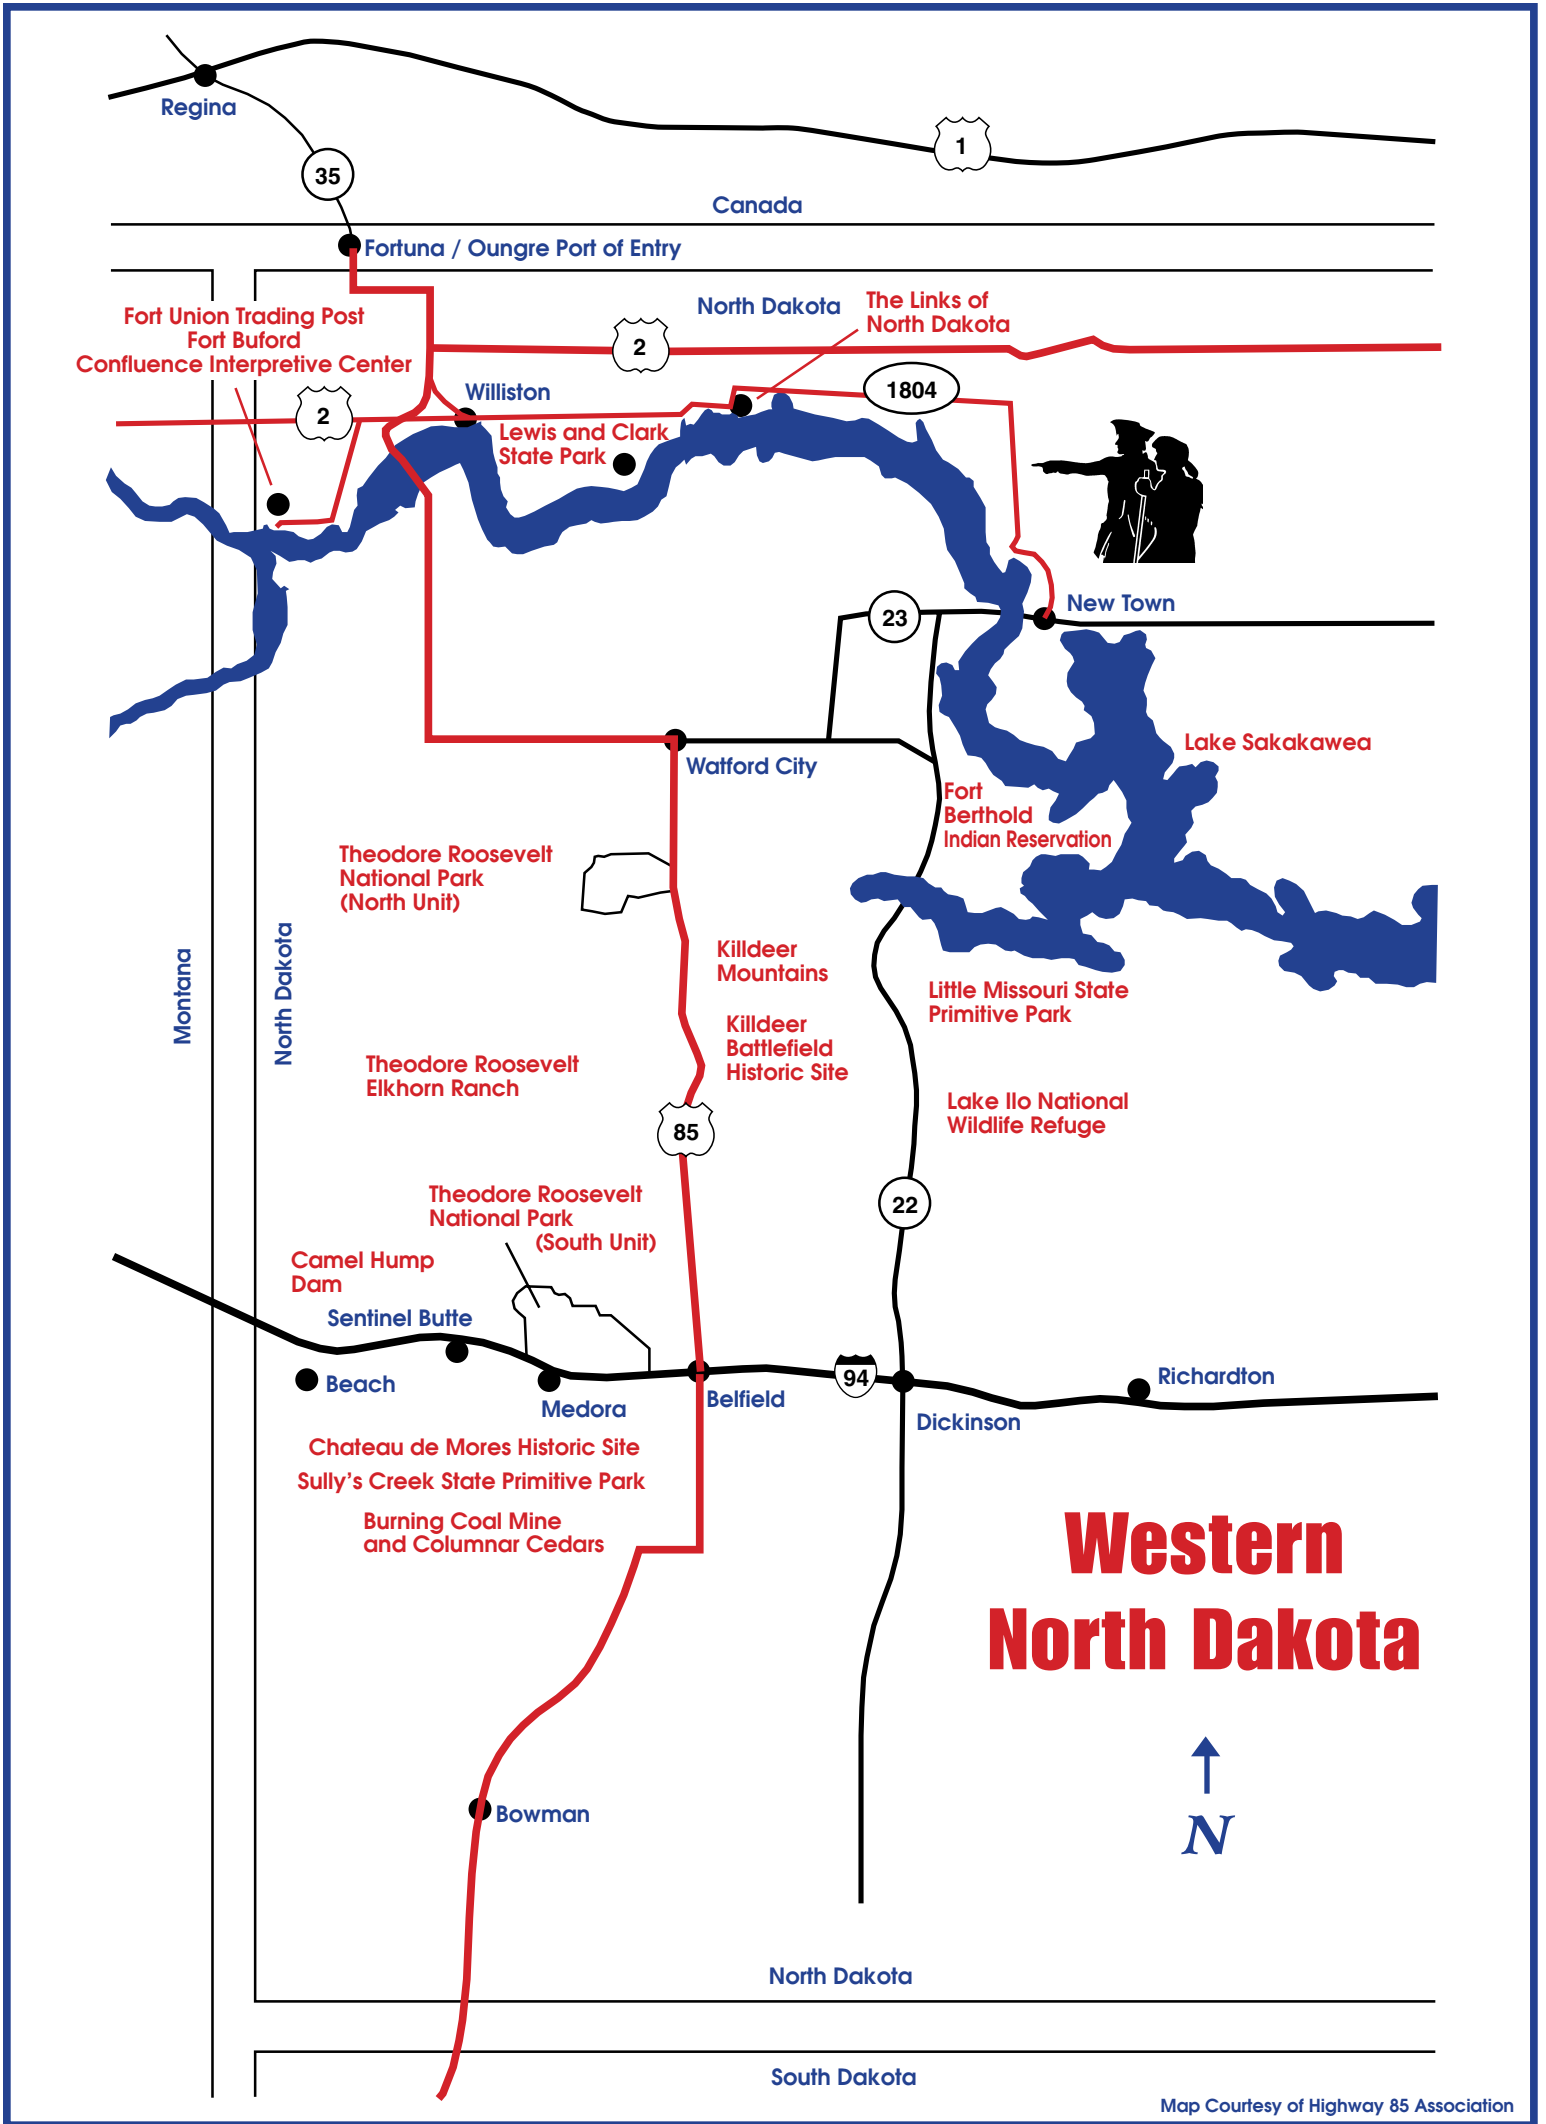 Regina
1
35
Canada
Fortuna / Oungre Port of Entry
North Dakota
The Links of
North Dakota
Fort Union Trading Post
Fort Buford
Confluence Interpretive Center
2
1804
Williston
2
Lewis and Clark
State Park
New Town
23
Lake Sakakawea
Watford City
Fort
Berthold
Indian Reservation
Theodore Roosevelt
National Park
(North Unit)
Killdeer
Mountains
Montana
North Dakota
Little Missouri State
Primitive Park
Killdeer
Battlefield
Historic Site
Theodore Roosevelt
Elkhorn Ranch
Lake Ilo National
Wildlife Refuge
85
22
Theodore Roosevelt
National Park
(South Unit)
Camel Hump
Dam
Sentinel Butte
94
Richardton
Beach
Belfield
Medora
Dickinson
Chateau de Mores Historic Site
Sully's Creek State Primitive Park
Burning Coal Mine
and Columnar Cedars
Western
North Dakota
N
Bowman
North Dakota
South Dakota
Map Courtesy of Highway 85 Association